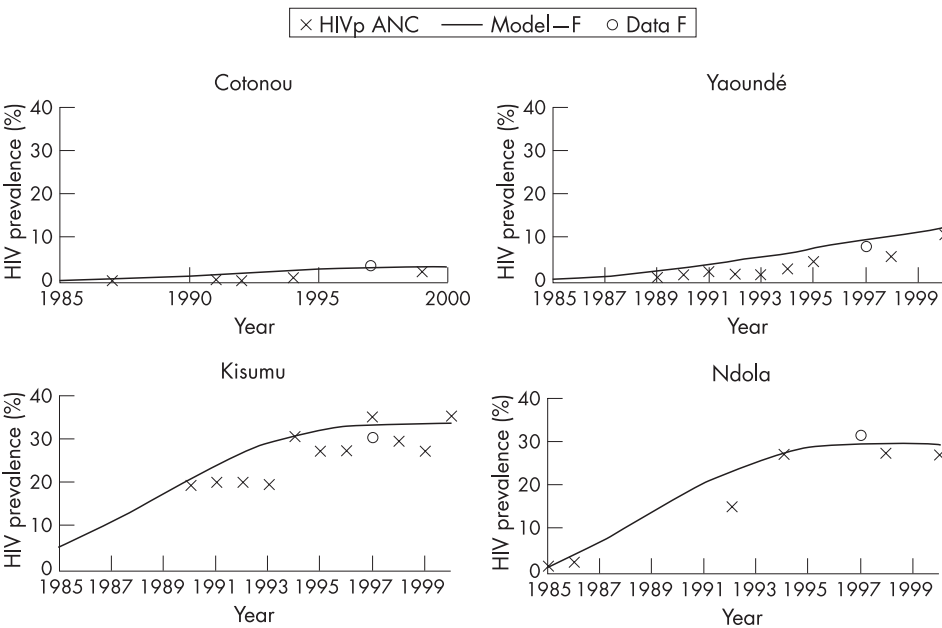 × HIVp ANC — Model–F ○ Data F
Cotonou
HIV prevalence (%)
40
30
20
10
0
1985 1990 1995 2000
Year
Yaoundé
HIV prevalence (%)
40
30
20
10
0
1985 1987 1989 1991 1993 1995 1997 1999
Year
Kisumu
HIV prevalence (%)
40
30
20
10
0
1985 1987 1989 1991 1993 1995 1997 1999
Year
Ndola
HIV prevalence (%)
40
30
20
10
0
1985 1987 1989 1991 1993 1995 1997 1999
Year